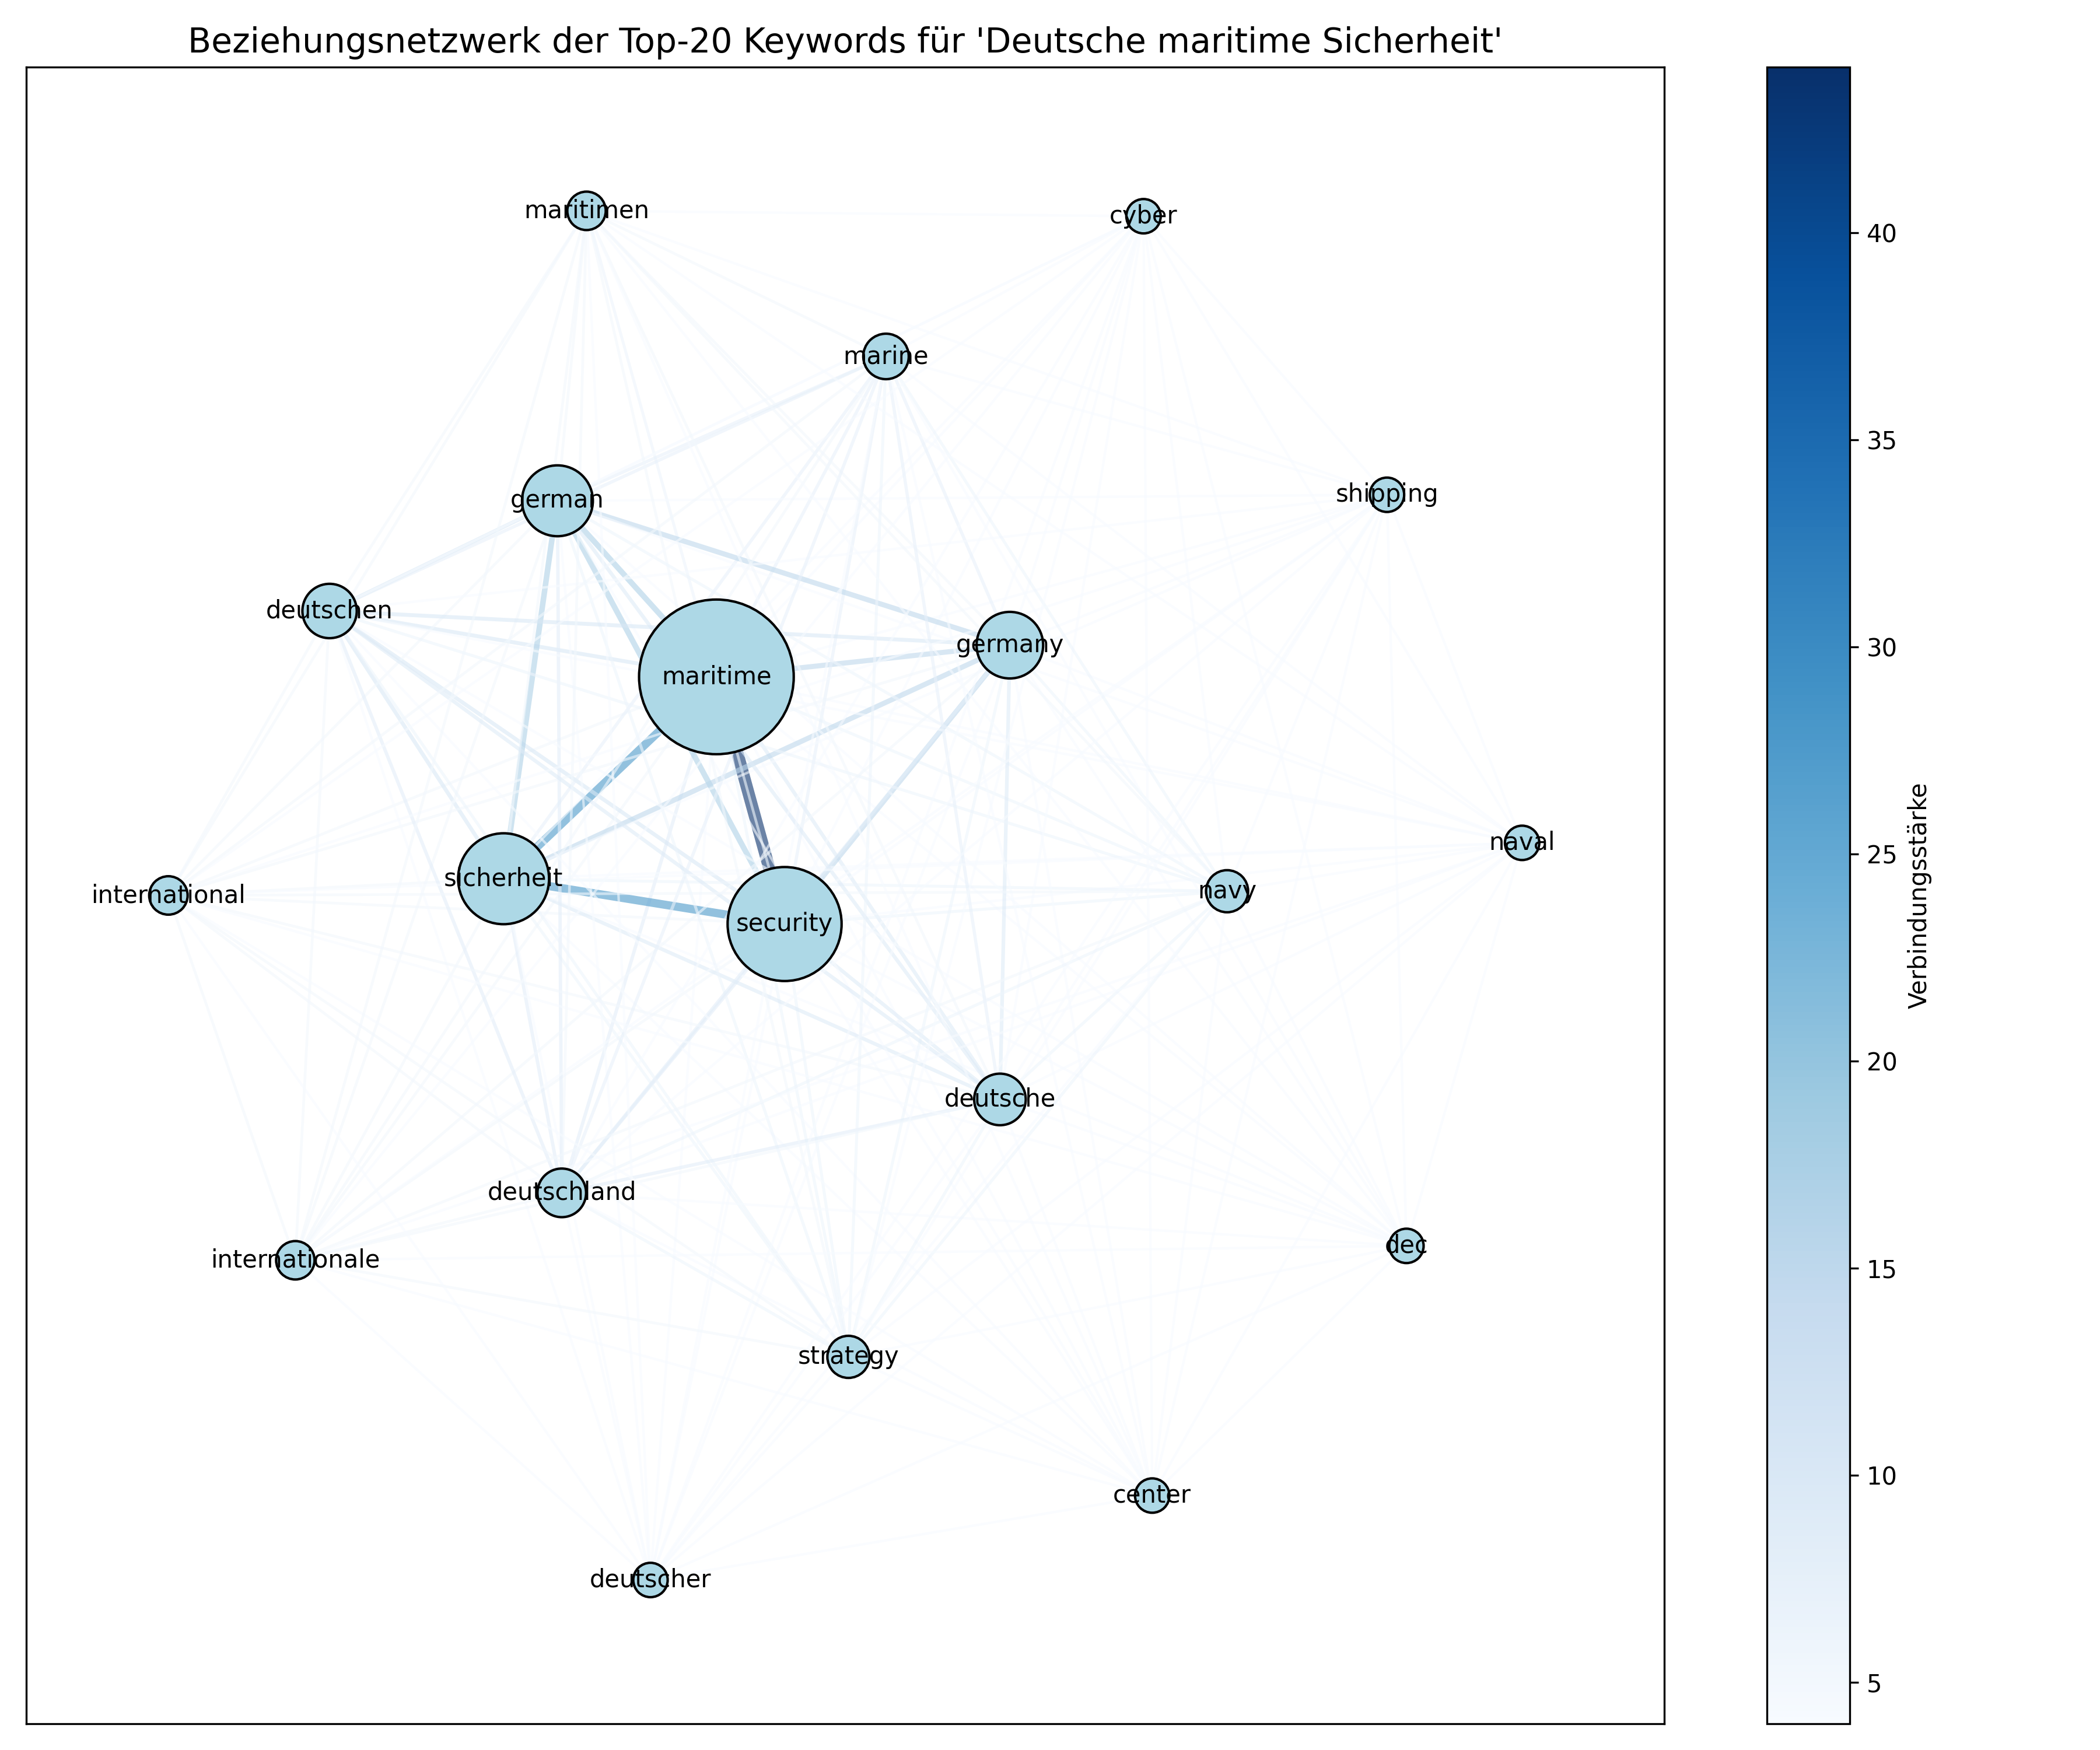 Beziehungsnetzwerk der Top-20 Keywords für 'Deutsche maritime Sicherheit'
maritimen
cyber
marine
shipping
german
deutschen
germany
maritime
naval
sicherheit
navy
international
security
deutsche
deutschland
dec
internationale
strategy
center
deutscher
40
35
30
25
20
15
10
5
Verbindungsstärke